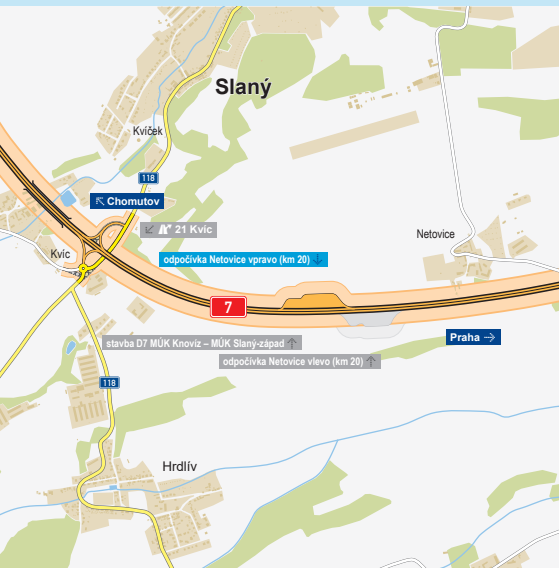 Slaný
Kvíček
118
↖ Chomutov
↙ 21 Kvíc
Netovice
Kvíc
odpočívka Netovice vpravo (km 20) ↓
7
stavba D7 MÚK Knovíz – MÚK Slaný-západ ↑
Praha →
odpočívka Netovice vlevo (km 20) ↑
118
Hrdlív